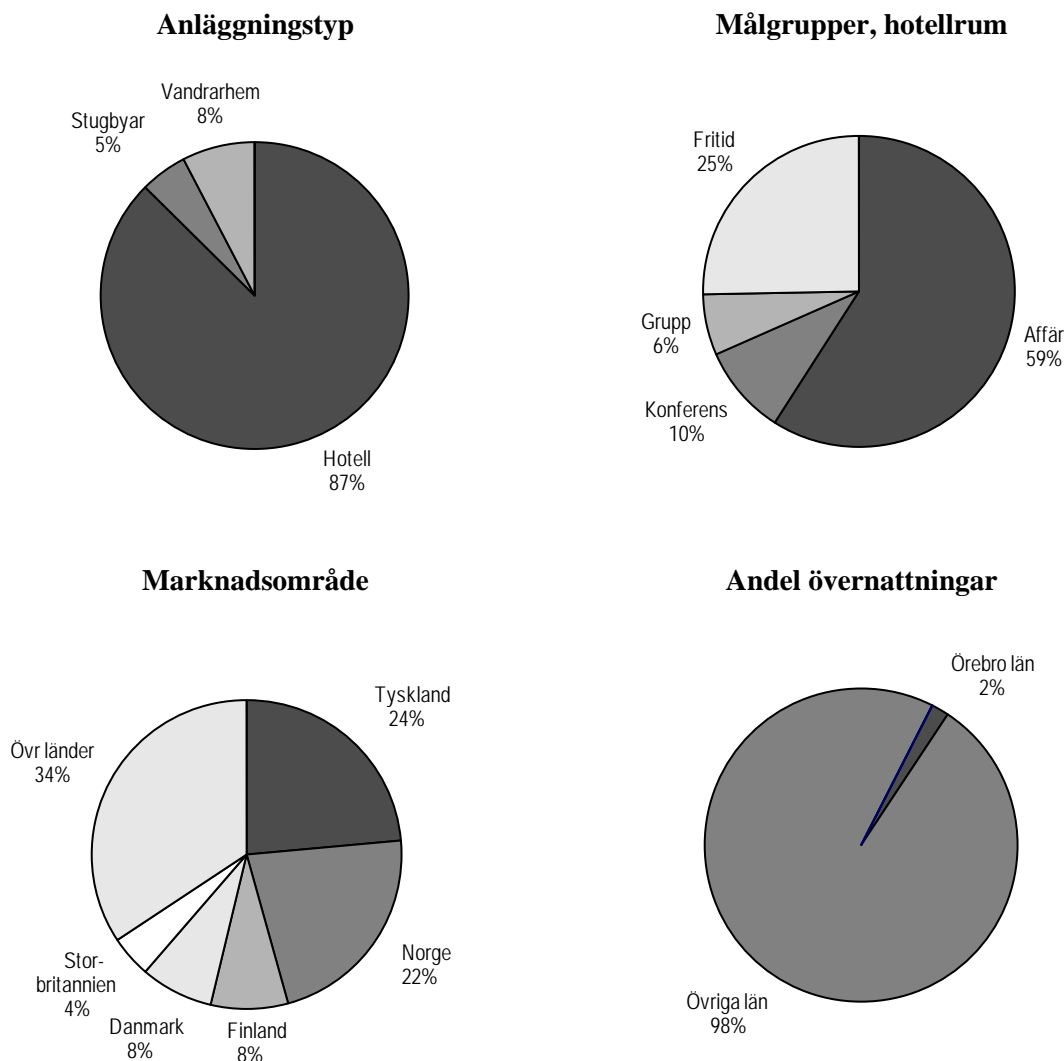 Anläggningstyp
Vandrarhem
8%
Stugbyar
5%
Hotell
87%
Målgrupper, hotellrum
Fritid
25%
Grupp
6%
Affär
59%
Konferens
10%
Marknadsområde
Tyskland
24%
Övr länder
34%
Norge
22%
Stor-
britannien
4%
Danmark
8%
Finland
8%
Andel övernattningar
Örebro län
2%
Övriga län
98%